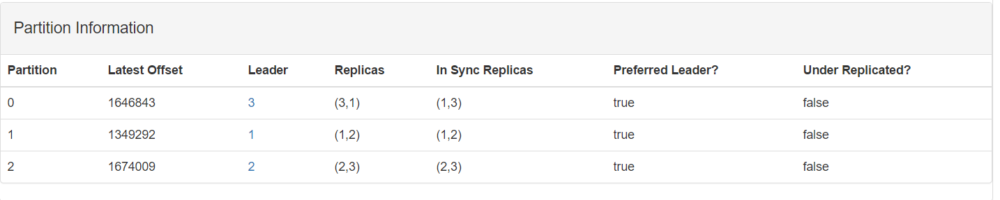 Partition Information
Partition Latest Offset Leader Replicas In Sync Replicas Preferred Leader? Under Replicated?
0 1646843 3 (3,1) (1,3) true false
1 1349292 1 (1,2) (1,2) true false
2 1674009 2 (2,3) (2,3) true false